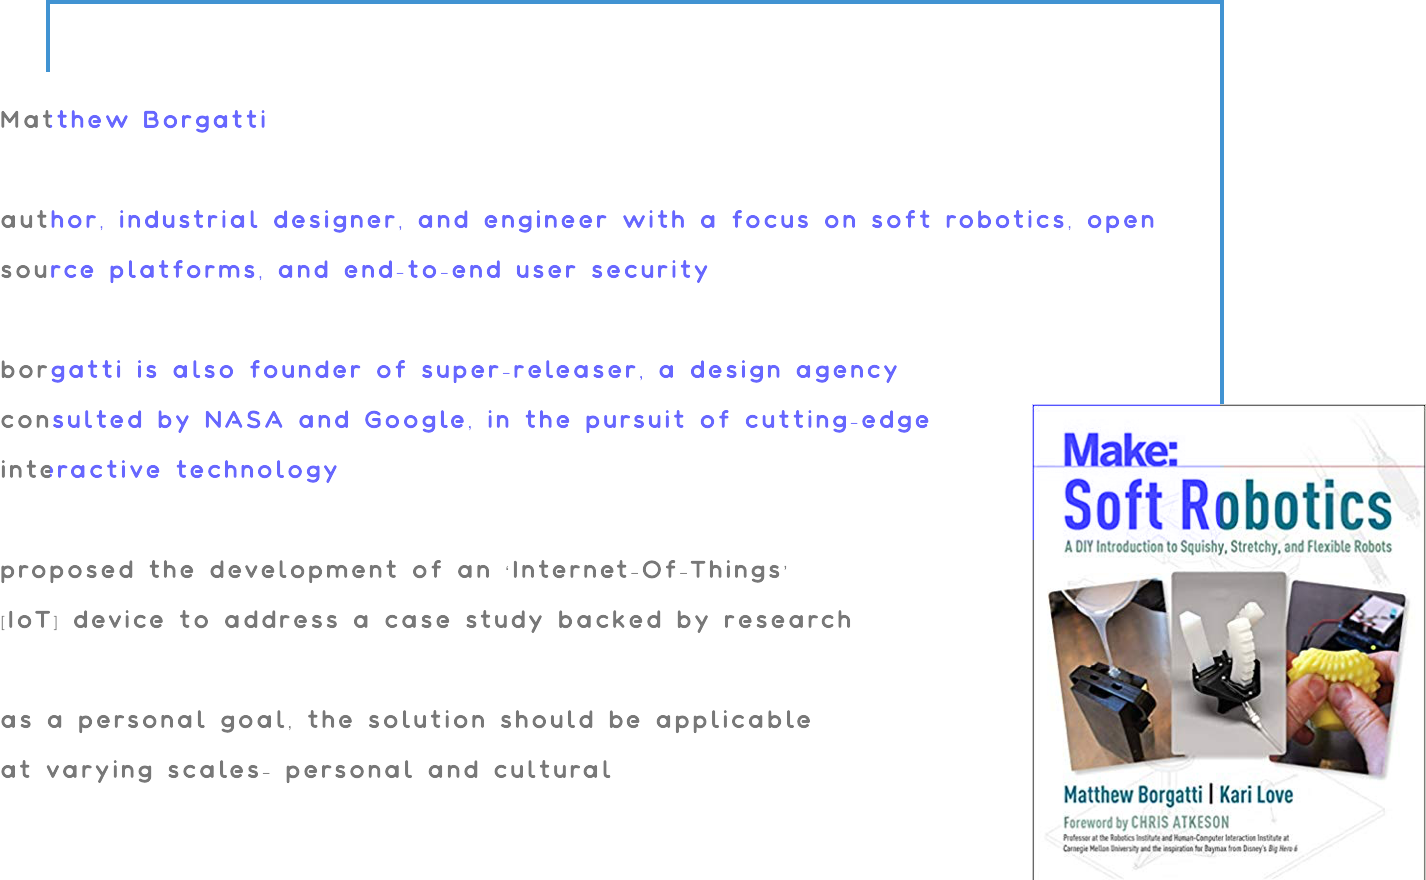 Matthew Borgatti
author, industrial designer, and engineer with a focus on soft robotics, open
source platforms, and end-to-end user security
borgatti is also founder of super-releaser, a design agency
consulted by NASA and Google, in the pursuit of cutting-edge
interactive technology
proposed the development of an ‘Internet-Of-Things’
[IoT] device to address a case study backed by research
as a personal goal, the solution should be applicable
at varying scales- personal and cultural
Make:
Soft Robotics
A DIY Introduction to Squishy, Stretchy, and Flexible Robots
Matthew Borgatti | Kari Love
Foreword by CHRIS ATKESON
Professor at the Robotics Institute and Human-Computer Interaction Institute at
Carnegie Mellon University and the inspiration for Baymax from Disney's Big Hero 6